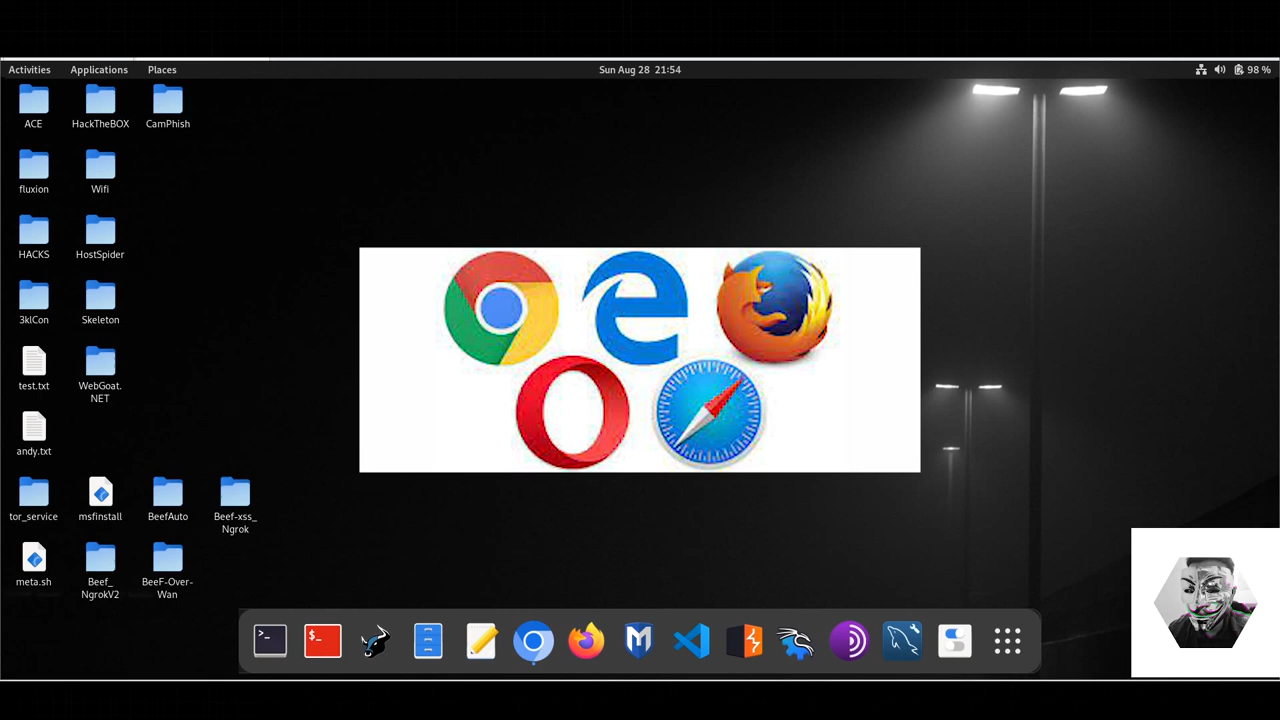 Activities Applications Places Sun Aug 28 21:54 98 %
ACE HackTheBOX CamPhish
fluxion Wifi
HACKS HostSpider
3klCon Skeleton
test.txt WebGoat.
NET
andy.txt
tor_service msfinstall BeefAuto Beef-xss_
Ngrok
meta.sh Beef_ BeeF-Over-
NgrokV2 Wan
>_ $_